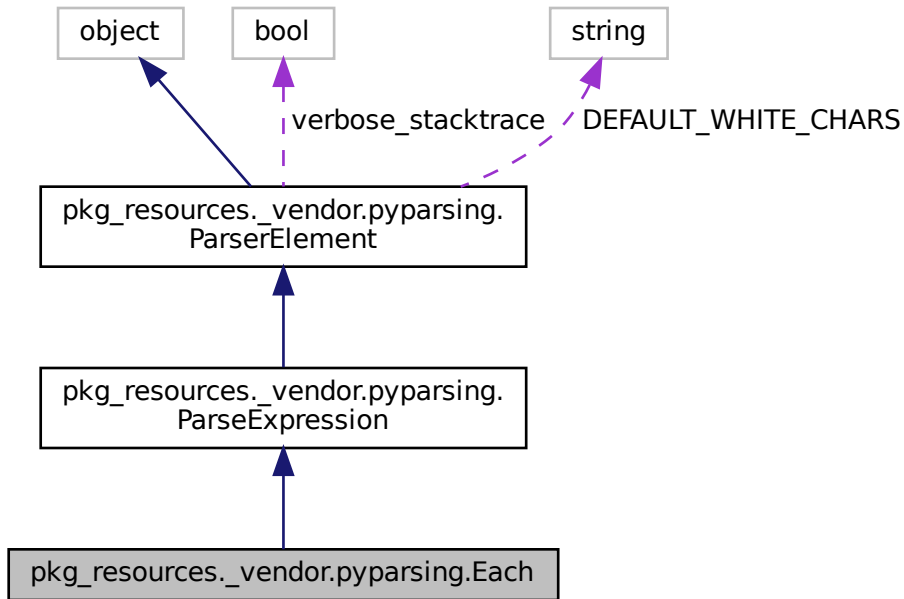 object
bool
string
verbose_stacktrace
DEFAULT_WHITE_CHARS
pkg_resources._vendor.pyparsing.
ParserElement
pkg_resources._vendor.pyparsing.
ParseExpression
pkg_resources._vendor.pyparsing.Each